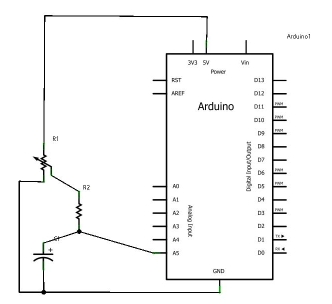 Arduino1
3V3 5V Vin
Power
RST D13
AREF D12
Arduino D11 PWM
D10 PWM
D9 PWM
D8
D7
Digital Input/Output
D6 PWM
R1
R2
A0 D5 PWM
A1 D4
Analog Input
A2 D3 PWM
A3 D2
A4 D1 TX
A5 D0 RX
C1
+
GND